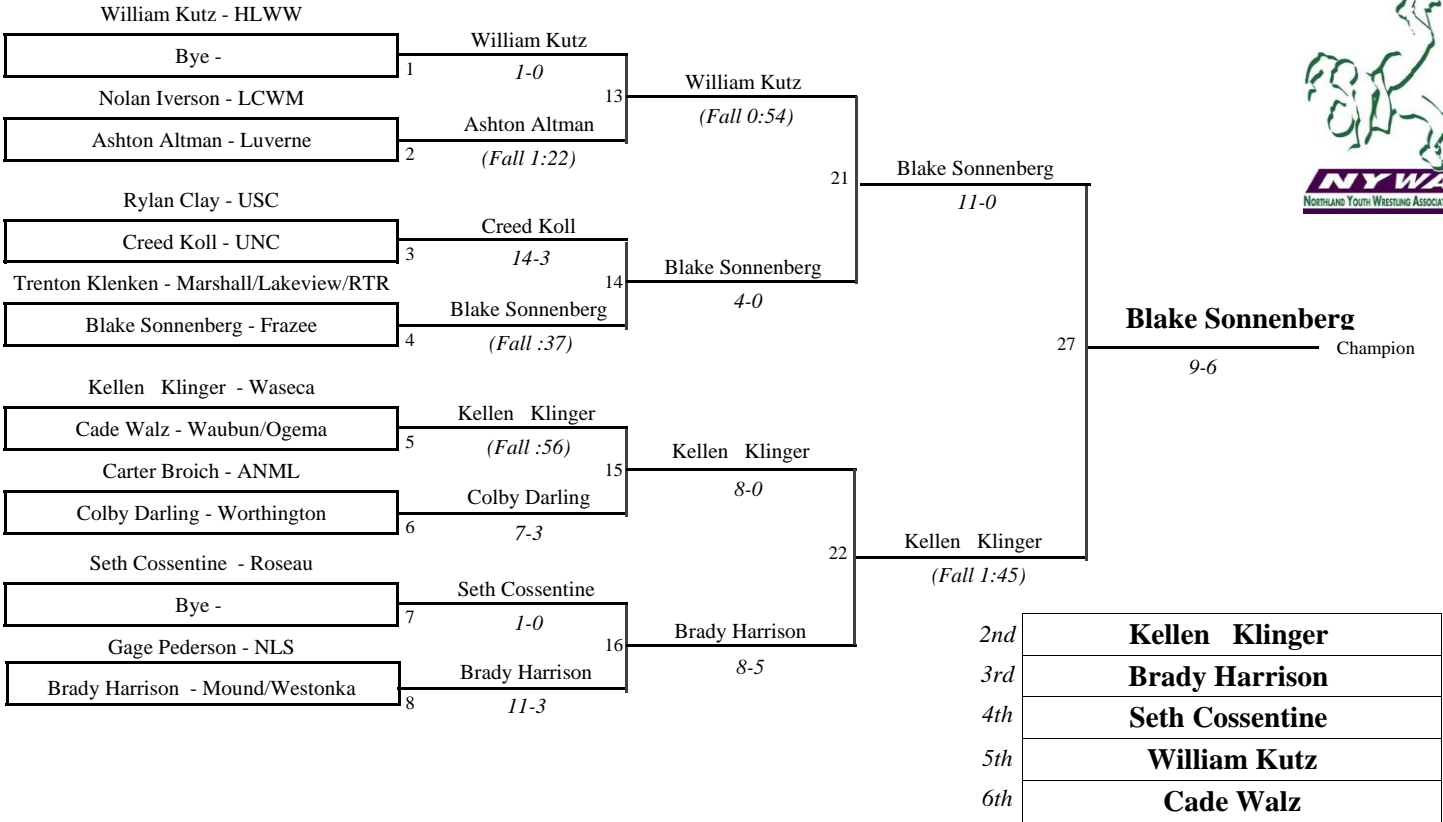 William Kutz - HLWW
Bye -
1
William Kutz
1-0
Nolan Iverson - LCWM
Ashton Altman - Luverne
2
Ashton Altman
(Fall 1:22)
13
William Kutz
(Fall 0:54)
Rylan Clay - USC
Creed Koll - UNC
3
Creed Koll
14-3
Trenton Klenken - Marshall/Lakeview/RTR
Blake Sonnenberg - Frazee
4
Blake Sonnenberg
(Fall :37)
14
Blake Sonnenberg
4-0
21
Blake Sonnenberg
11-0
Kellen Klinger - Waseca
Cade Walz - Waubun/Ogema
5
Kellen Klinger
(Fall :56)
Carter Broich - ANML
Colby Darling - Worthington
6
Colby Darling
7-3
15
Kellen Klinger
8-0
Seth Cossentine - Roseau
Bye -
7
Seth Cossentine
1-0
Gage Pederson - NLS
Brady Harrison - Mound/Westonka
8
Brady Harrison
11-3
16
Brady Harrison
8-5
22
Kellen Klinger
(Fall 1:45)
27
Blake Sonnenberg
Champion
9-6
NYWA
NORTHLAND YOUTH WRESTLING
2nd Kellen Klinger
3rd Brady Harrison
4th Seth Cossentine
5th William Kutz
6th Cade Walz